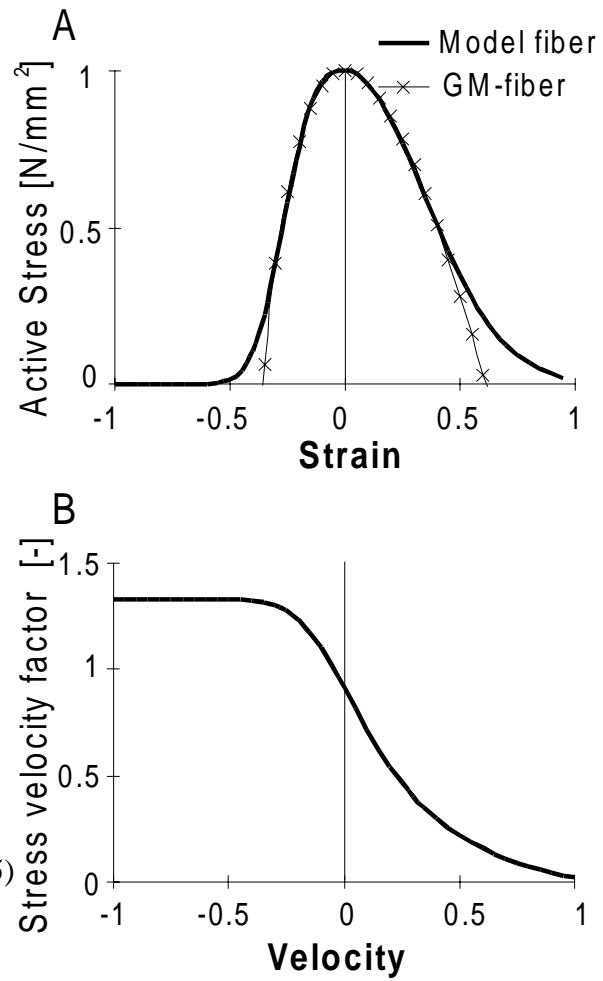 A
Model fiber
GM-fiber
Active Stress [N/mm²]
1
0.5
0
-1 -0.5 0 0.5 1
Strain
B
Stress velocity factor [-]
1.5
1
0.5
0
-1 -0.5 0 0.5 1
Velocity
)